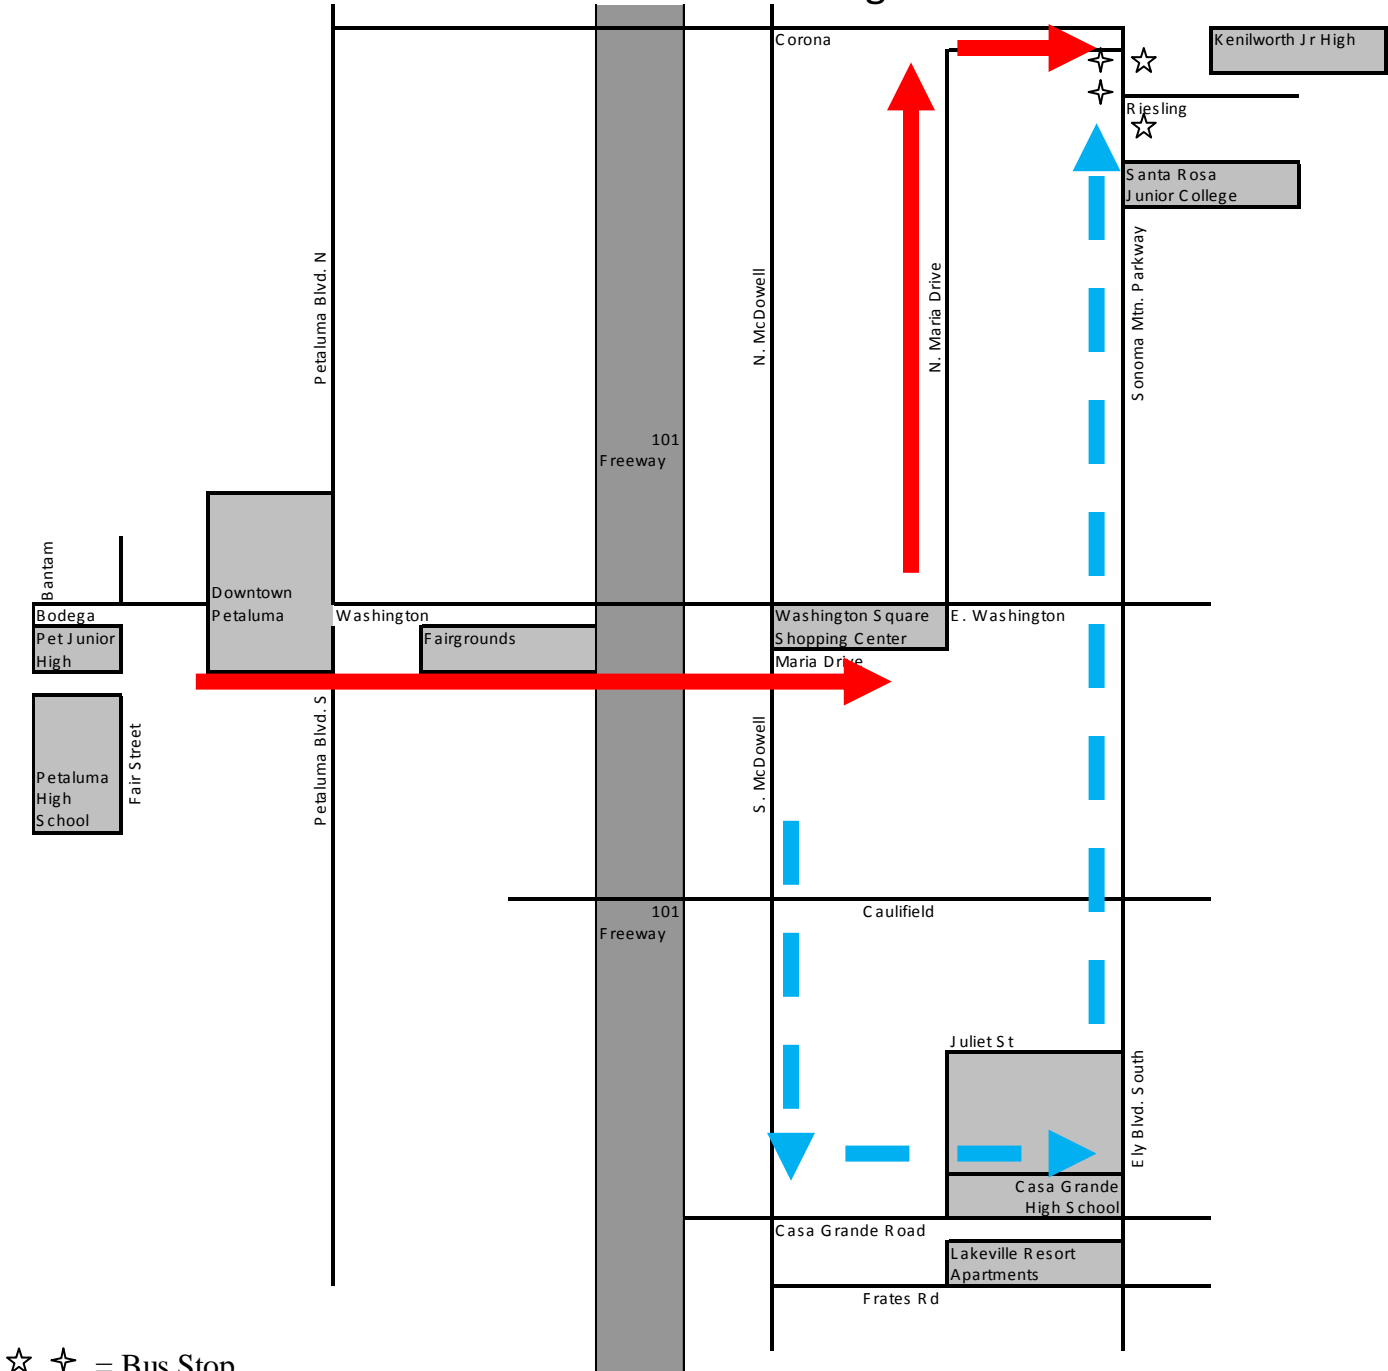 Corona
Kenilworth Jr High
Riesling
Santa Rosa
Junior College
Petaluma Blvd. N
N. McDowell
N. Maria Drive
Sonoma Mtn. Parkway
101
Freeway
Bantam
Downtown
Petaluma
Bodega
Washington
Washington Square
Shopping Center
E. Washington
Pet Junior
High
Fairgrounds
Maria Drive
Petaluma Blvd. S
S. McDowell
Fair Street
Petaluma
High
School
101
Freeway
Caulifield
Juliet St
Ely Blvd. South
Casa Grande
High School
Casa Grande Road
Lakeville Resort
Apartments
Frates Rd
= Bus Stop